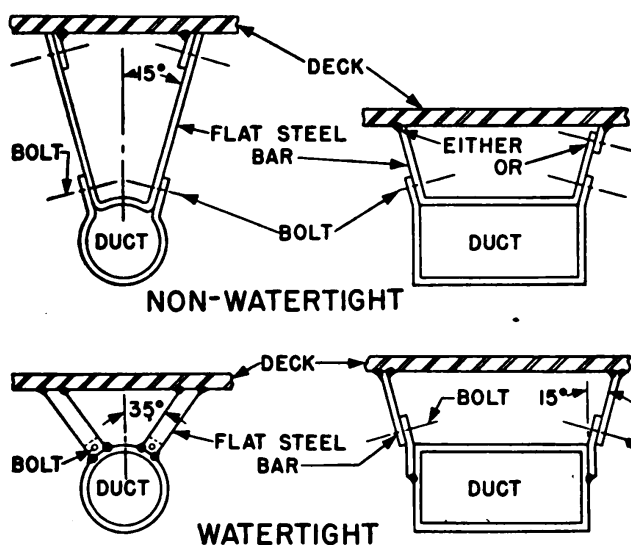 15°
DECK
FLAT STEEL
BAR
EITHER
OR
BOLT
BOLT
DUCT
DUCT
NON-WATERTIGHT
DECK
35°
BOLT
15°
FLAT STEEL
BAR
BOLT
DUCT
DUCT
WATERTIGHT